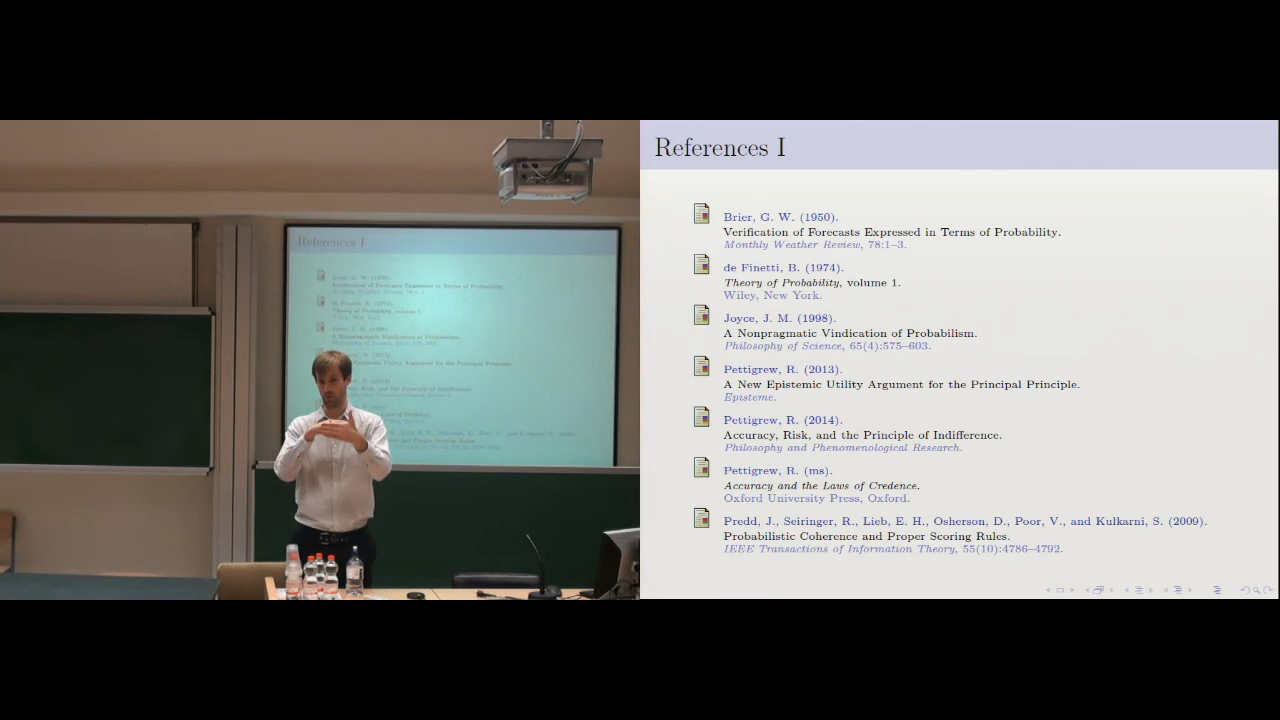 References I
Brier, G. W. (1950).
Verification of Forecasts Expressed in Terms of Probability.
Monthly Weather Review, 78:1–3.
de Finetti, B. (1974).
Theory of Probability, volume 1.
Wiley, New York.
Joyce, J. M. (1998).
A Nonpragmatic Vindication of Probabilism.
Philosophy of Science, 65(4):575–603.
Pettigrew, R. (2013).
A New Epistemic Utility Argument for the Principal Principle.
Episteme.
Pettigrew, R. (2014).
Accuracy, Risk, and the Principle of Indifference.
Philosophy and Phenomenological Research.
Pettigrew, R. (ms).
Accuracy and the Laws of Credence.
Oxford University Press, Oxford.
Predd, J., Seiringer, R., Lieb, E. H., Osherson, D., Poor, V., and Kulkarni, S. (2009).
Probabilistic Coherence and Proper Scoring Rules.
IEEE Transactions of Information Theory, 55(10):4786–4792.
References I